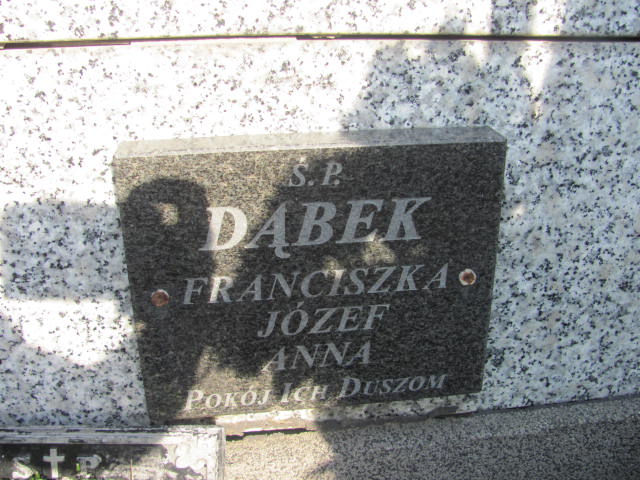 Ś.P.
DĄBEK
FRANCISZKA
JÓZEF
ANNA
POKÓJ ICH DUSZOM
Ś P